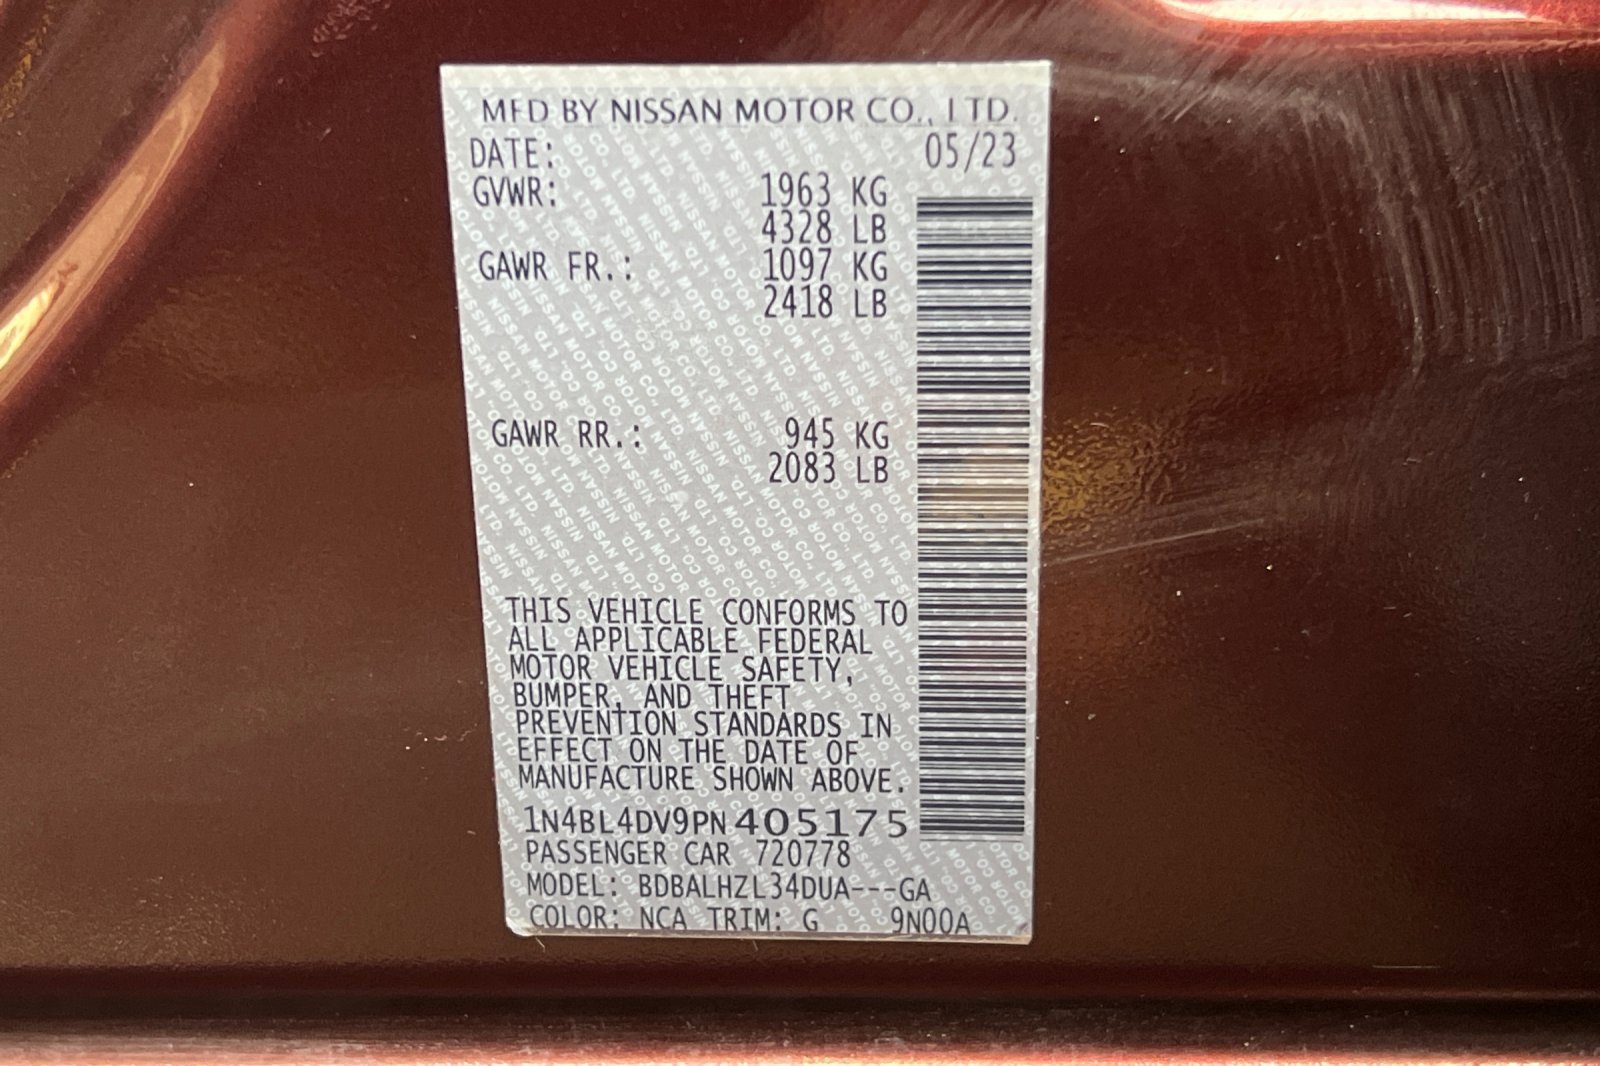 MFD BY NISSAN MOTOR CO., LTD.
DATE: 05/23
GVWR: 1963 KG
4328 LB
GAWR FR.: 1097 KG
2418 LB
GAWR RR.: 945 KG
2083 LB
THIS VEHICLE CONFORMS TO
ALL APPLICABLE FEDERAL
MOTOR VEHICLE SAFETY,
BUMPER, AND THEFT
PREVENTION STANDARDS IN
EFFECT ON THE DATE OF
MANUFACTURE SHOWN ABOVE.
1N4BL4DV9PN405175
PASSENGER CAR 720778
MODEL: BDBALHZL34DUA---GA
COLOR: NCA TRIM: G 9N00A